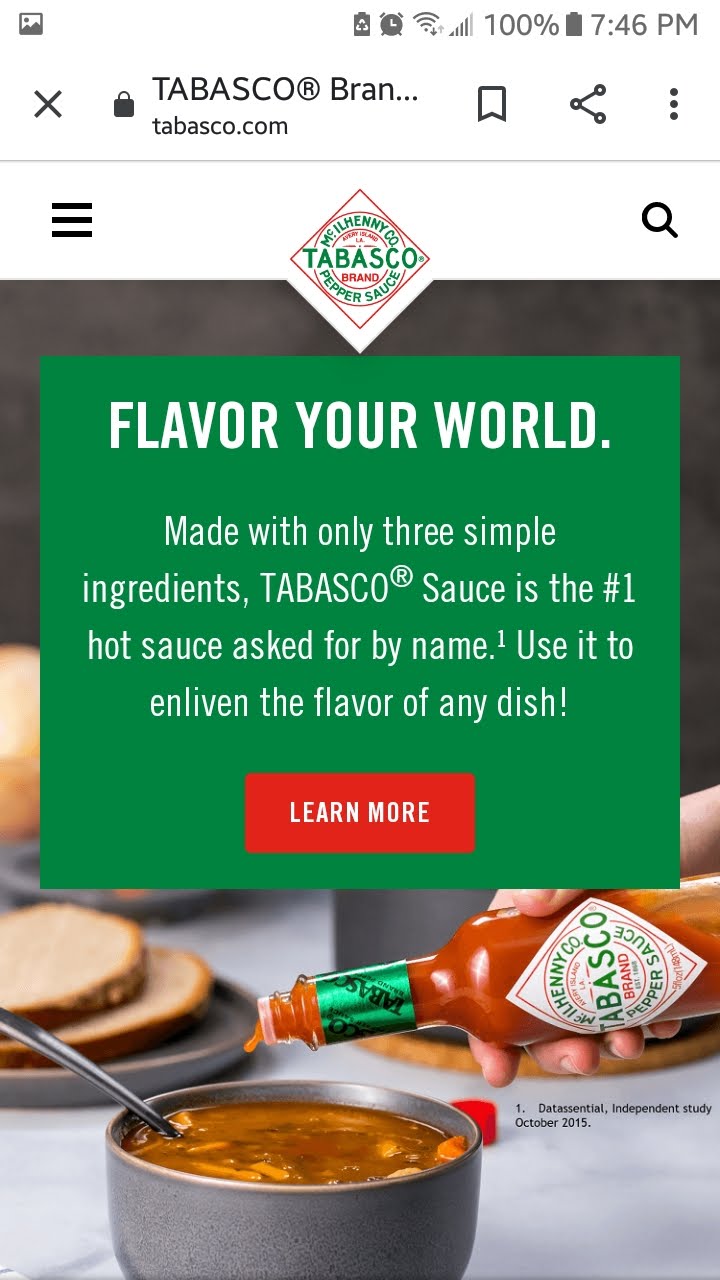 100% 7:46 PM
TABASCO® Bran...
tabasco.com
McILHENNY CO.
AVERY ISLAND
LA.
TABASCO®
BRAND
PEPPER SAUCE
FLAVOR YOUR WORLD.
Made with only three simple
ingredients, TABASCO® Sauce is the #1
hot sauce asked for by name.¹ Use it to
enliven the flavor of any dish!
LEARN MORE
TABASCO
McILHENNY CO.
AVERY ISLAND
LA.
TABASCO®
BRAND
EST. 1868
PEPPER SAUCE
5floz(148mL)
1. Datassential, Independent study
October 2015.